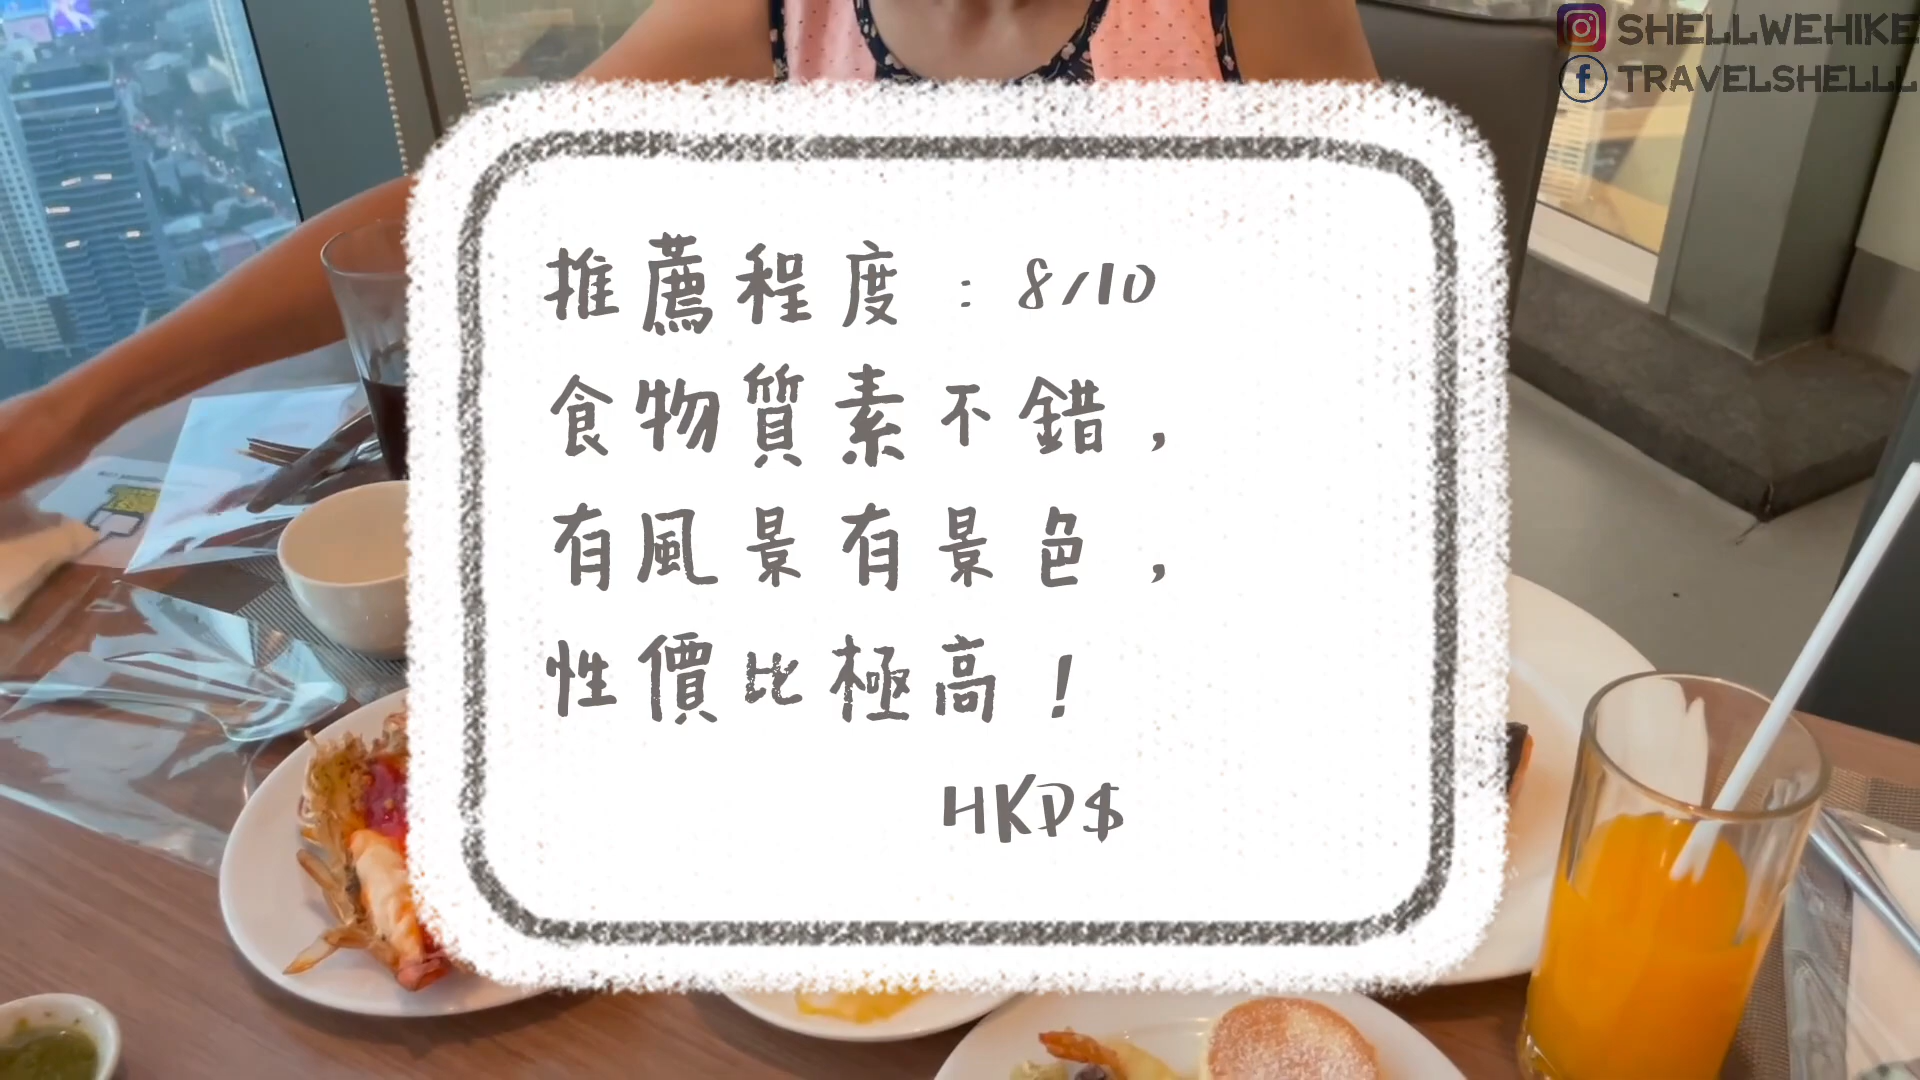 SHELLWEHIKE
TRAVELSHELLL
推薦程度：8/10
食物質素不錯，
有風景有景色，
性價比極高！
HKD$